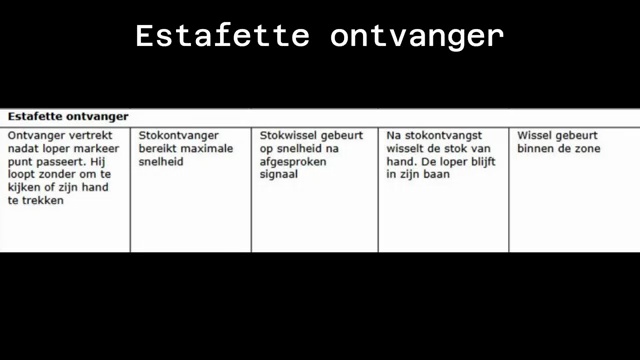 Estafette ontvanger
Estafette ontvanger
Ontvanger vertrekt
nadat loper markeer
punt passeert. Hij
loopt zonder om te
kijken of zijn hand
te trekken
Stokontvanger
bereikt maximale
snelheid
Stokwissel gebeurt
op snelheid na
afgesproken
signaal
Na stokontvangst
wisselt de stok van
hand. De loper blijft
in zijn baan
Wissel gebeurt
binnen de zone